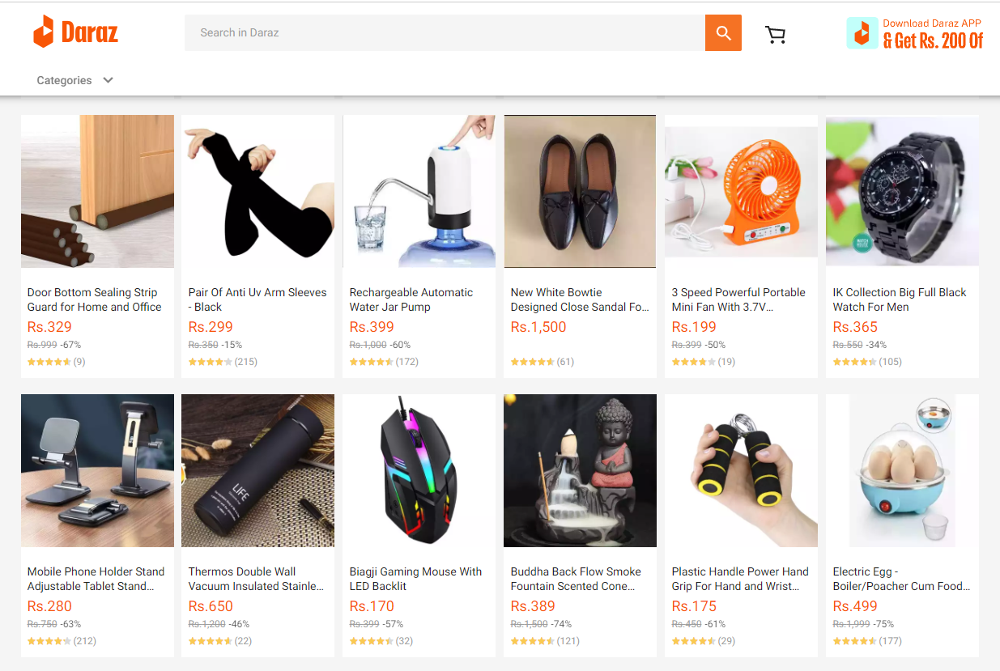 Daraz
Search in Daraz
Download Daraz APP
& Get Rs. 200 Of
Categories
Door Bottom Sealing Strip
Guard for Home and Office
Rs.329
Rs.999 -67%
(9)
Pair Of Anti Uv Arm Sleeves
- Black
Rs.299
Rs.350 -15%
(215)
Rechargeable Automatic
Water Jar Pump
Rs.399
Rs.1,000 -60%
(172)
New White Bowtie
Designed Close Sandal Fo...
Rs.1,500
(61)
3 Speed Powerful Portable
Mini Fan With 3.7V...
Rs.199
Rs.399 -50%
(19)
IK Collection Big Full Black
Watch For Men
Rs.365
Rs.550 -34%
(105)
LIFE
Mobile Phone Holder Stand
Adjustable Tablet Stand...
Rs.280
Rs.750 -63%
(212)
Thermos Double Wall
Vacuum Insulated Stainle...
Rs.650
Rs.1,200 -46%
(22)
Biagji Gaming Mouse With
LED Backlit
Rs.170
Rs.399 -57%
(32)
Buddha Back Flow Smoke
Fountain Scented Cone...
Rs.389
Rs.1,500 -74%
(121)
Plastic Handle Power Hand
Grip For Hand and Wrist...
Rs.175
Rs.450 -61%
(29)
Electric Egg -
Boiler/Poacher Cum Food...
Rs.499
Rs.1,999 -75%
(177)